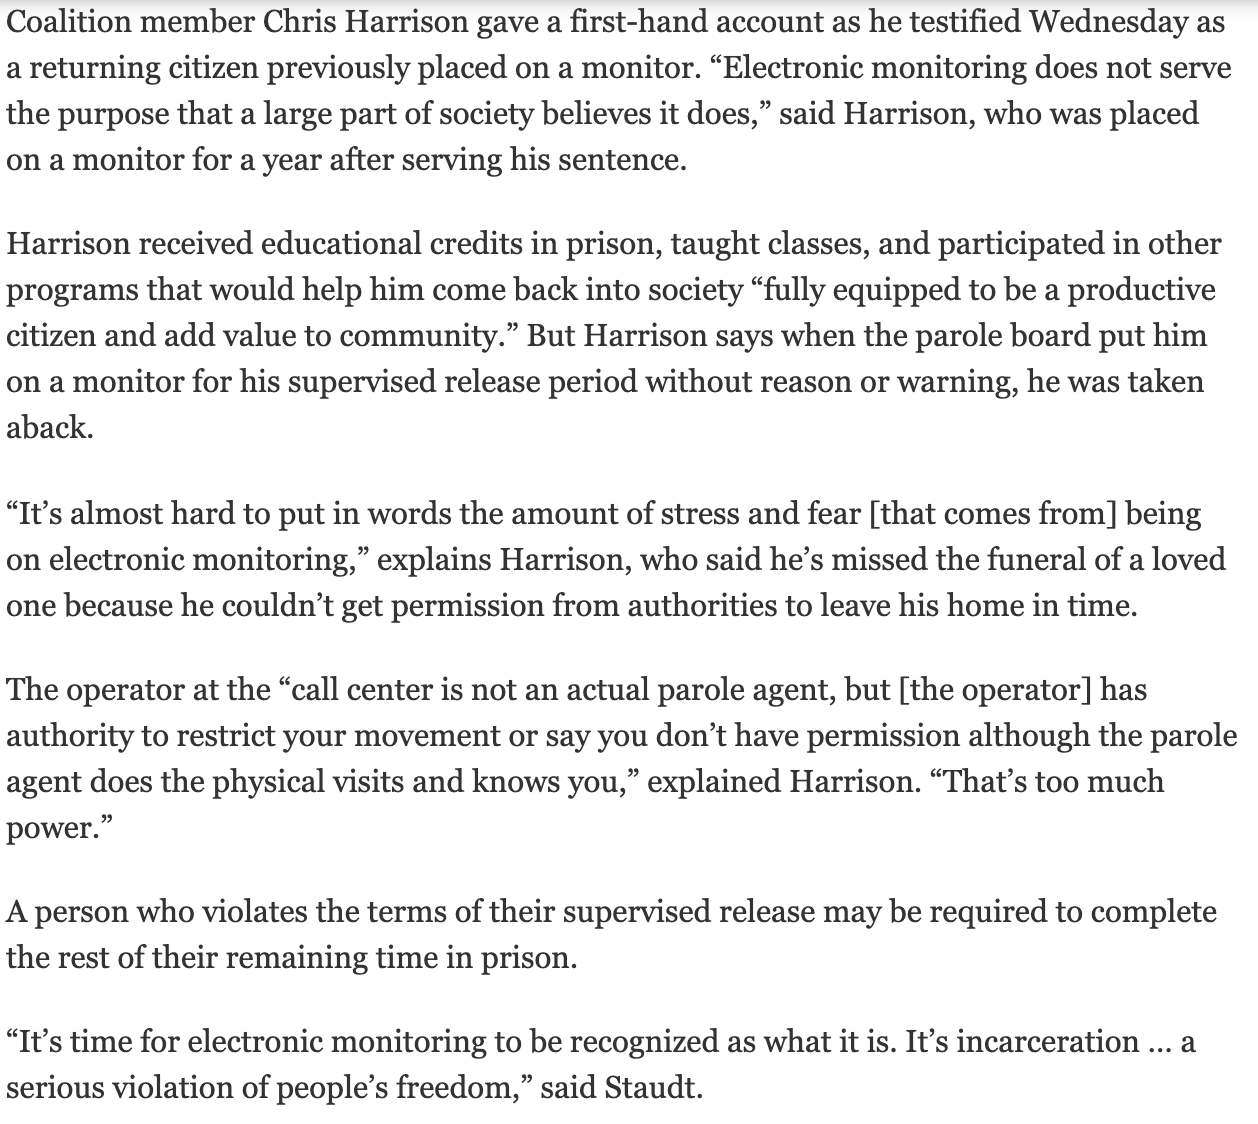 Coalition member Chris Harrison gave a first-hand account as he testified Wednesday as
a returning citizen previously placed on a monitor. “Electronic monitoring does not serve
the purpose that a large part of society believes it does,” said Harrison, who was placed
on a monitor for a year after serving his sentence.
Harrison received educational credits in prison, taught classes, and participated in other
programs that would help him come back into society “fully equipped to be a productive
citizen and add value to community.” But Harrison says when the parole board put him
on a monitor for his supervised release period without reason or warning, he was taken
aback.
“It’s almost hard to put in words the amount of stress and fear [that comes from] being
on electronic monitoring,” explains Harrison, who said he’s missed the funeral of a loved
one because he couldn’t get permission from authorities to leave his home in time.
The operator at the “call center is not an actual parole agent, but [the operator] has
authority to restrict your movement or say you don’t have permission although the parole
agent does the physical visits and knows you,” explained Harrison. “That’s too much
power.”
A person who violates the terms of their supervised release may be required to complete
the rest of their remaining time in prison.
“It’s time for electronic monitoring to be recognized as what it is. It’s incarceration … a
serious violation of people’s freedom,” said Staudt.